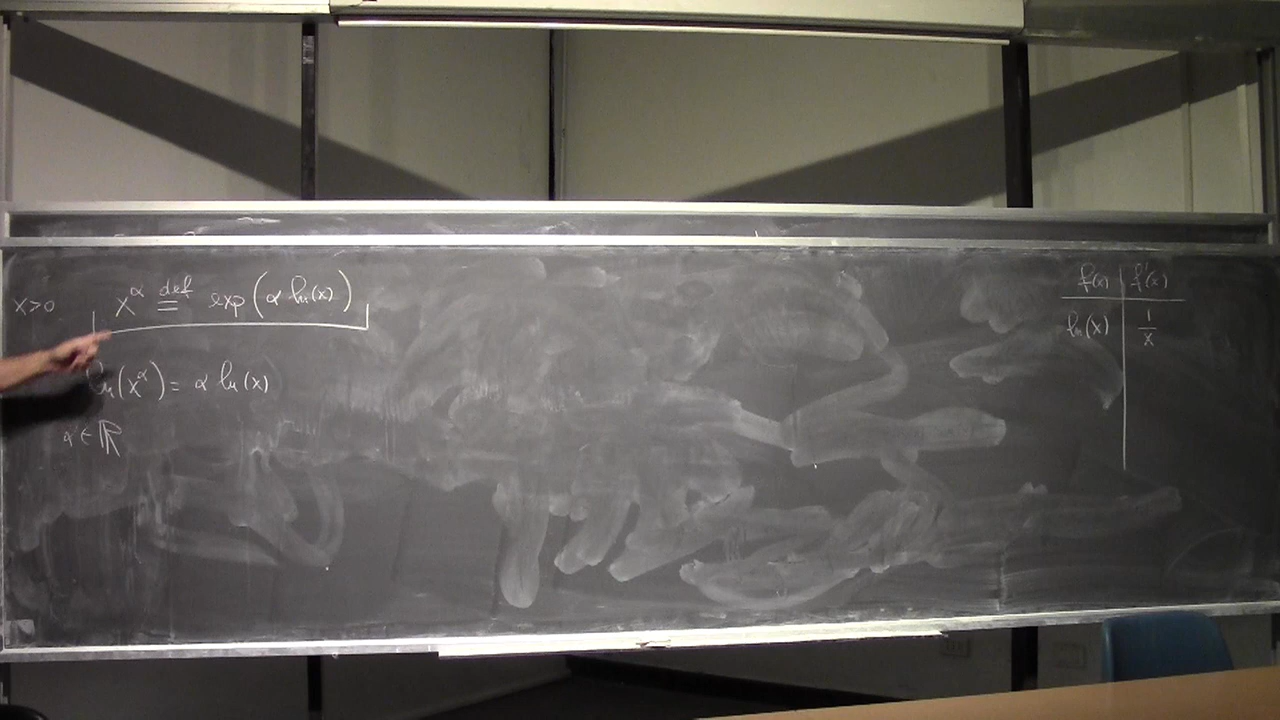 x>0 x^α def= exp(α ln(x))
ln(x^α) = α ln(x)
α ∈ ℝ
f(x) | f'(x)
ln(x) | 1/x